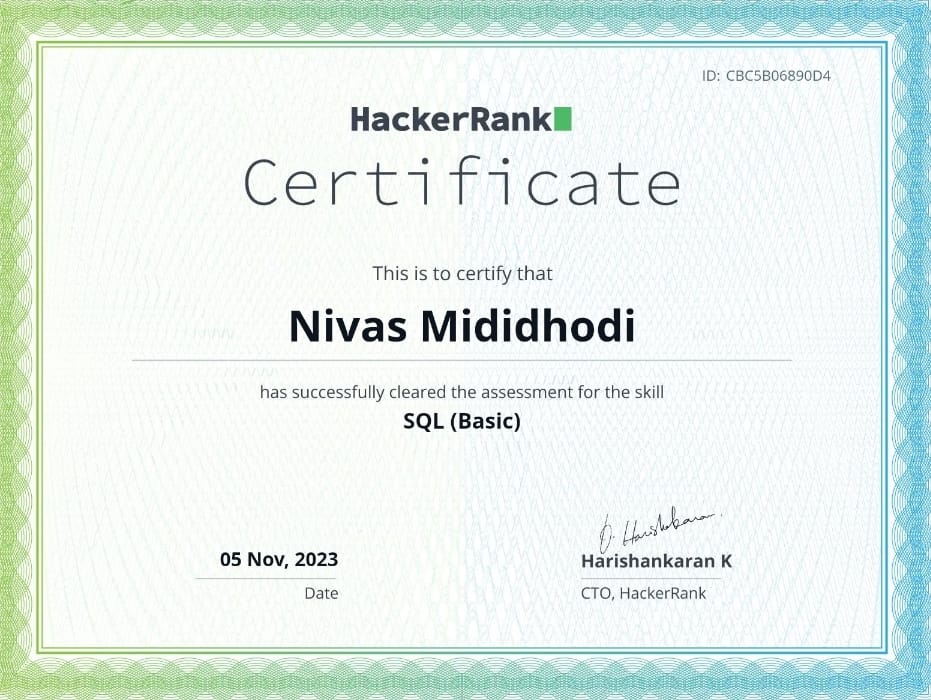 ID: CBC5B06890D4
HackerRank
Certificate
This is to certify that
Nivas Mididhodi
has successfully cleared the assessment for the skill
SQL (Basic)
05 Nov, 2023
Date
Harishankaran K
CTO, HackerRank